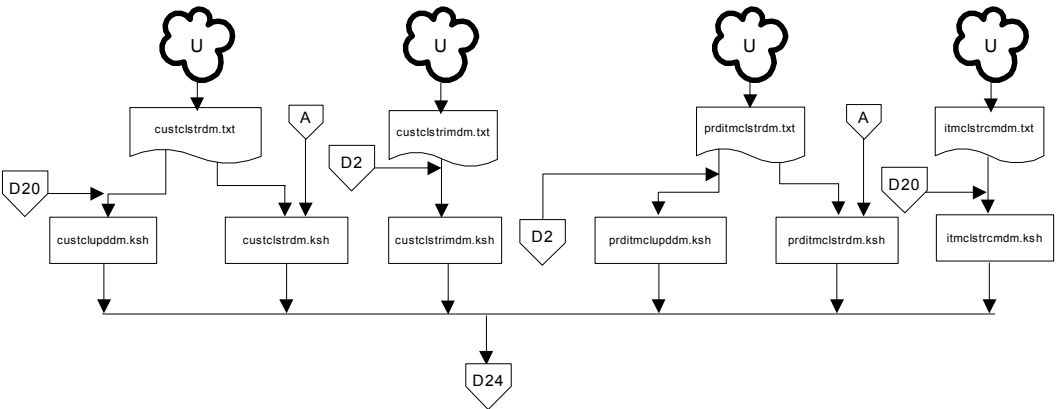 U
U
U
U
custclstrdm.txt
A
custclstrimdm.txt
prditmclstrdm.txt
A
itmclstrcmdm.txt
D20
D2
D20
D2
custclupddm.ksh
custclstrdm.ksh
custclstrimdm.ksh
prditmclupddm.ksh
prditmclstrdm.ksh
itmclstrcmdm.ksh
D24